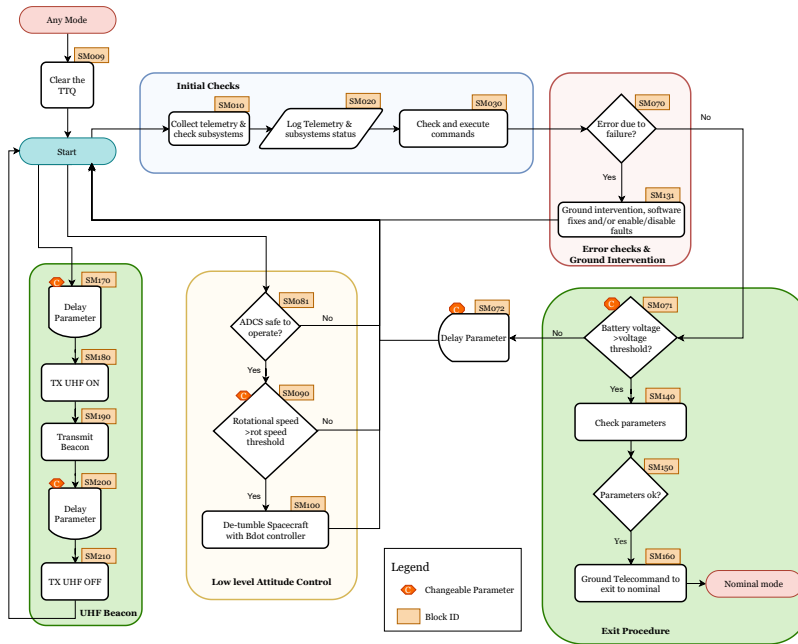 Any Mode
SM009
Clear the
TTQ
Start
Initial Checks
SM010
Collect telemetry &
check subsystems
SM020
Log Telemetry &
subsystems status
SM030
Check and execute
commands
SM070
Error due to
failure?
No
Yes
SM131
Ground intervention, software
fixes and/or enable/disable
faults
Error checks &
Ground Intervention
C
SM170
Delay
Parameter
SM180
TX UHF ON
SM190
Transmit
Beacon
C
SM200
Delay
Parameter
SM210
TX UHF OFF
UHF Beacon
SM081
ADCS safe to
operate?
No
Yes
C
SM090
Rotational speed
>rot speed
threshold
No
Yes
SM100
De-tumble Spacecraft
with Bdot controller
Low level Attitude Control
C
SM072
Delay Parameter
No
C
SM071
Battery voltage
>voltage
threshold?
Yes
SM140
Check parameters
SM150
Parameters ok?
Yes
SM160
Ground Telecommand to
exit to nominal
Nominal mode
Exit Procedure
Legend
C
Changeable Parameter
Block ID